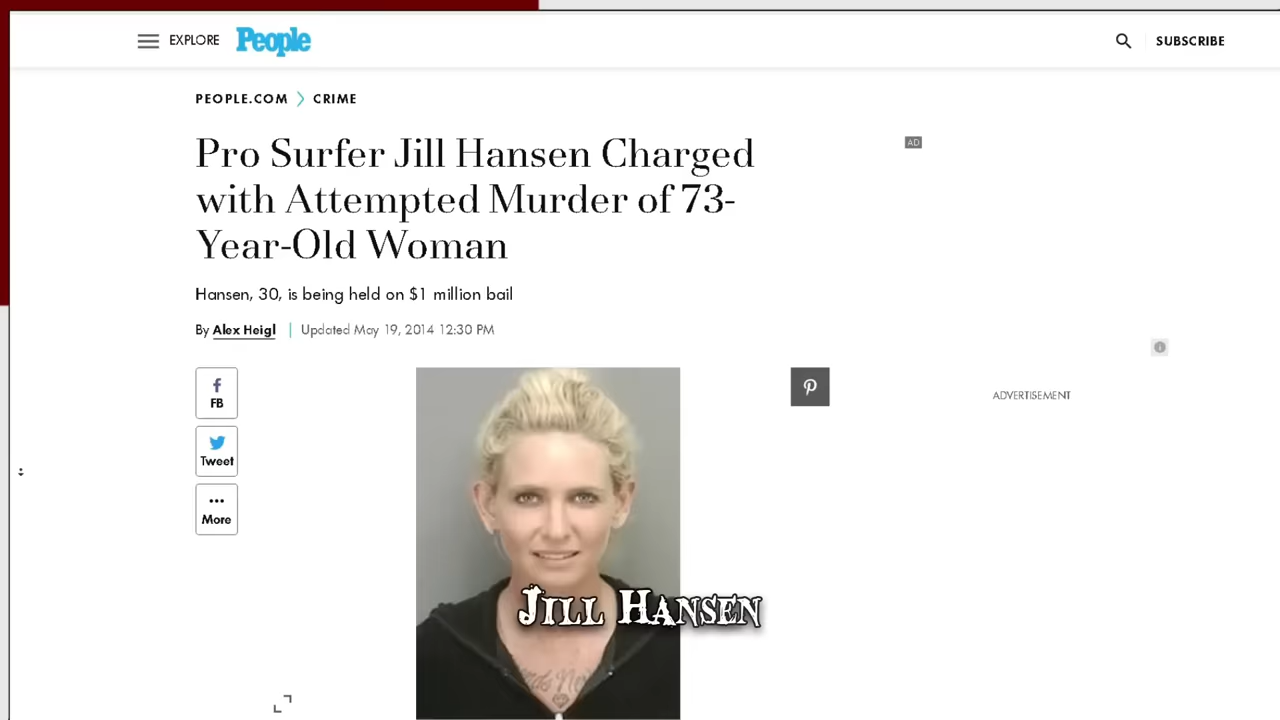 EXPLORE People SUBSCRIBE
PEOPLE.COM > CRIME
AD
Pro Surfer Jill Hansen Charged
with Attempted Murder of 73-
Year-Old Woman
Hansen, 30, is being held on $1 million bail
By Alex Heigl | Updated May 19, 2014 12:30 PM
FB
Tweet
More
ADVERTISEMENT
JILL HANSEN